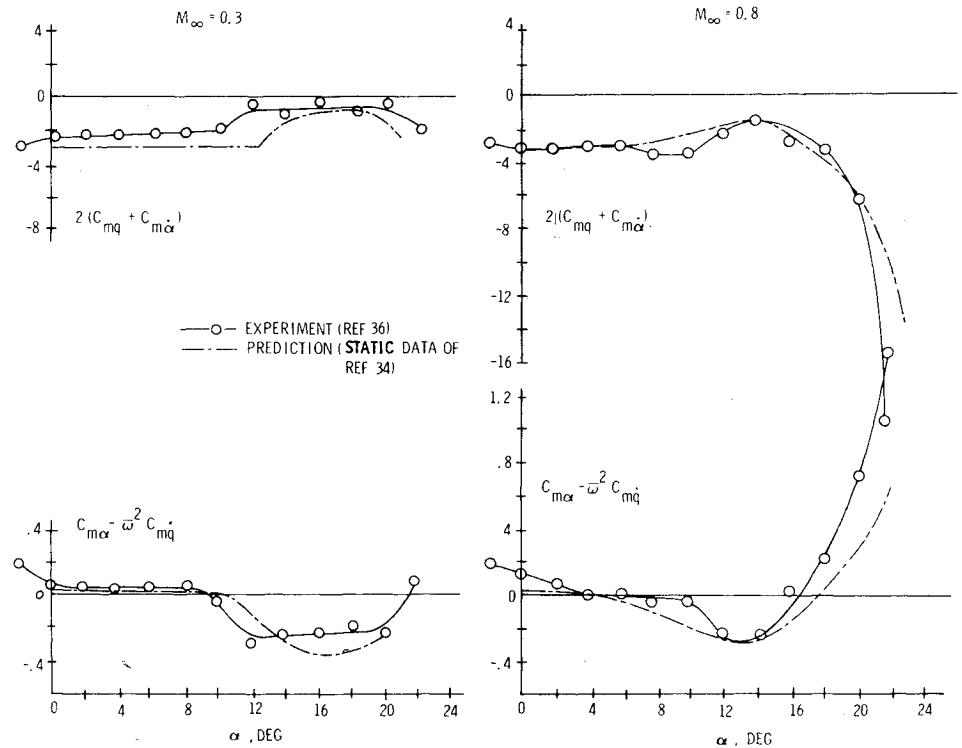 M∞ = 0.3
4
0
-4
-8
2 (Cmq + Cmα̇)
—○— EXPERIMENT (REF 36)
—·— PREDICTION (STATIC DATA OF
REF 34)
.4
0
-.4
Cmα - ω̄² Cmq̇
0 4 8 12 16 20 24
α , DEG
M∞ = 0.8
4
0
-4
-8
-12
-16
2 (Cmq + Cmα̇)
1.2
.8
.4
0
-.4
Cmα - ω̄² Cmq̇
0 4 8 12 16 20 24
α , DEG